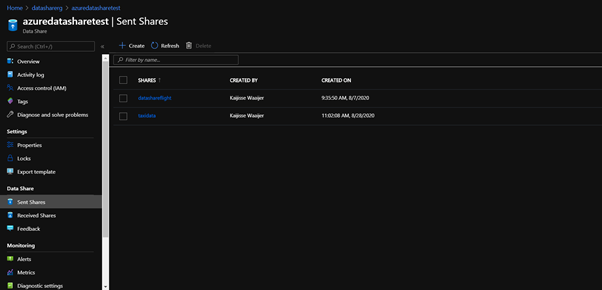 Home > datasharerg > azuredatasharetest
azuredatasharetest | Sent Shares
Data Share
Search (Ctrl+/)
«
Create Refresh Delete
Filter by name...
Overview
Activity log
Access control (IAM)
Tags
Diagnose and solve problems
Settings
Properties
Locks
Export template
Data Share
Sent Shares
Received Shares
Feedback
Monitoring
Alerts
Metrics
Diagnostic settings
SHARES ↑ CREATED BY CREATED ON
datashareflight Kaijisse Waaijer 9:35:50 AM, 8/7/2020
taxidata Kaijisse Waaijer 11:02:08 AM, 8/28/2020